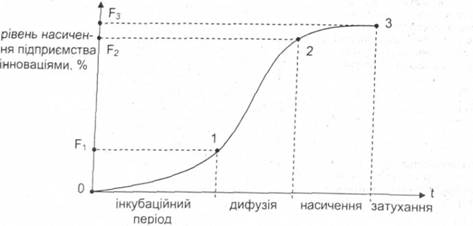 F₃
рівень насичен-
ня підприємства
інноваціями, %
F₂
3
2
F₁
1
0
t
інкубаційний
період
дифузія
насичення
затухання